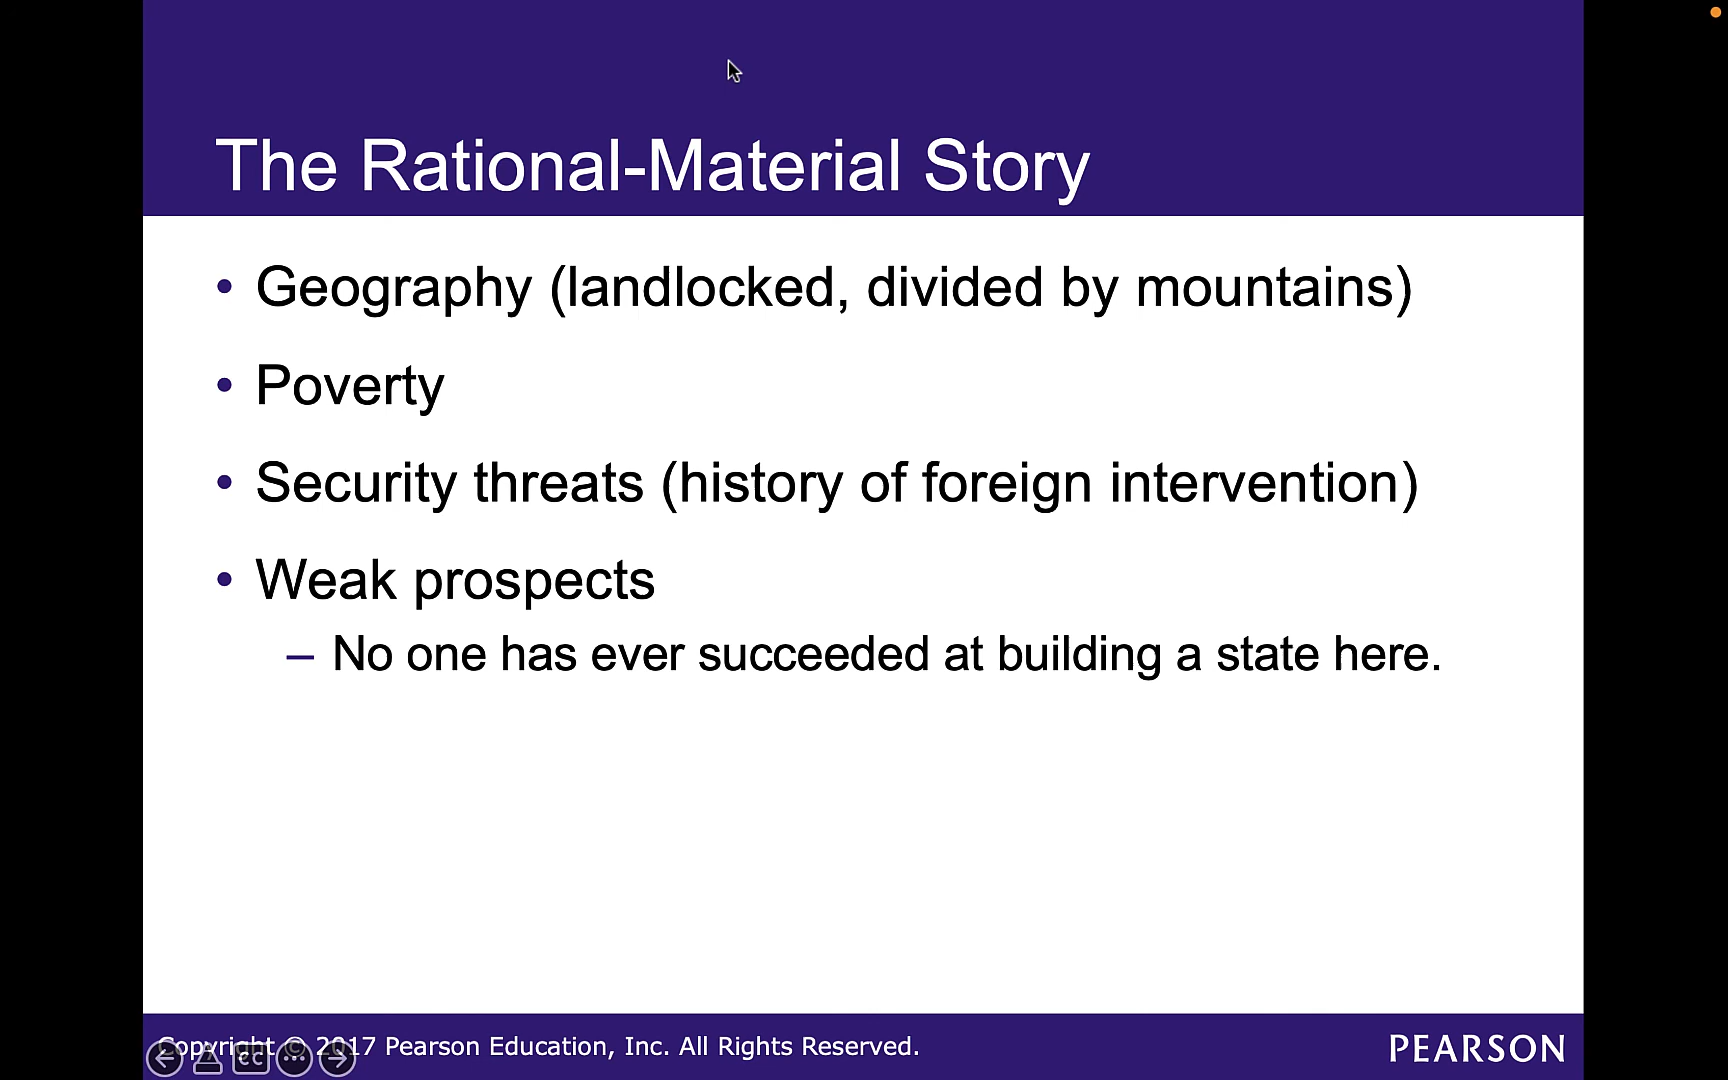 The Rational-Material Story
• Geography (landlocked, divided by mountains)
• Poverty
• Security threats (history of foreign intervention)
• Weak prospects
– No one has ever succeeded at building a state here.
Copyright © 2017 Pearson Education, Inc. All Rights Reserved.
CC
PEARSON